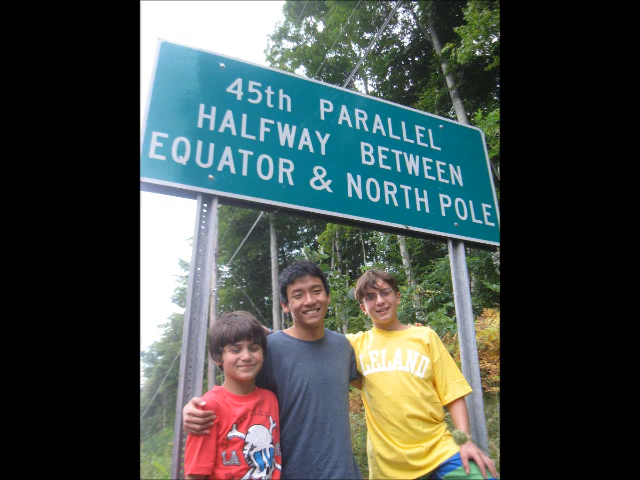 45th PARALLEL
HALFWAY BETWEEN
EQUATOR & NORTH POLE
LELAND
LA